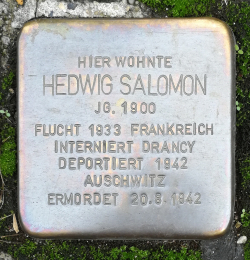 HIER WOHNTE
HEDWIG SALOMON
JG. 1900
FLUCHT 1933 FRANKREICH
INTERNIERT DRANCY
DEPORTIERT 1942
AUSCHWITZ
ERMORDET 20.8.1942